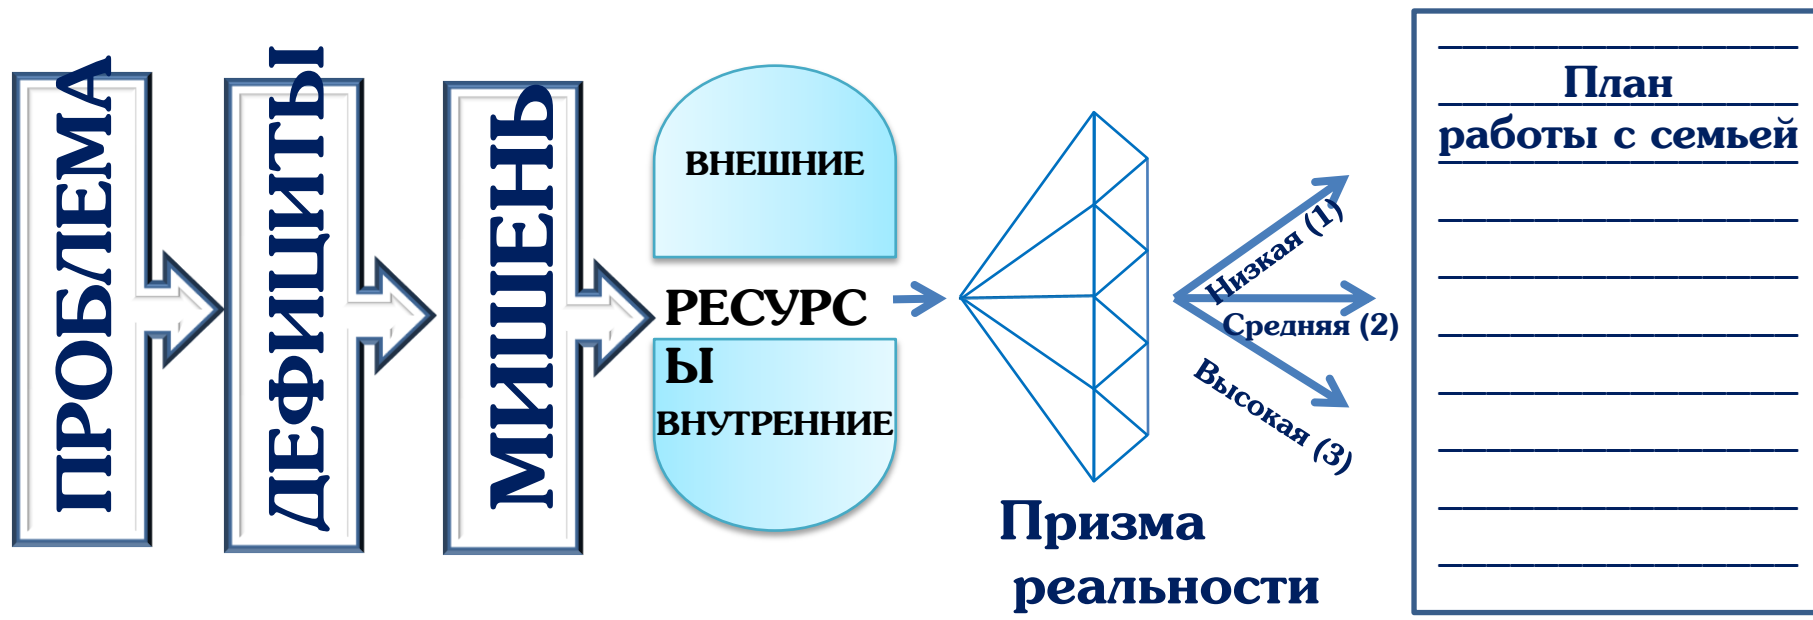 ПРОБЛЕМА
ДЕФИЦИТЫ
МИШЕНЬ
ВНЕШНИЕ
РЕСУРС
Ы
ВНУТРЕННИЕ
Призма
реальности
Низкая (1)
Средняя (2)
Высокая (3)
План
работы с семьей